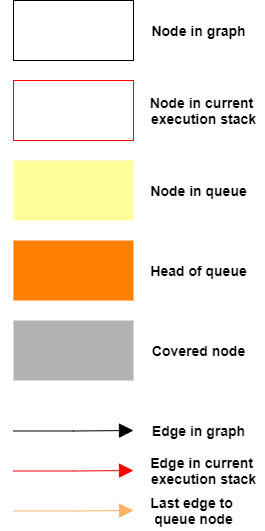 Node in graph
Node in current
execution stack
Node in queue
Head of queue
Covered node
Edge in graph
Edge in current
execution stack
Last edge to
queue node